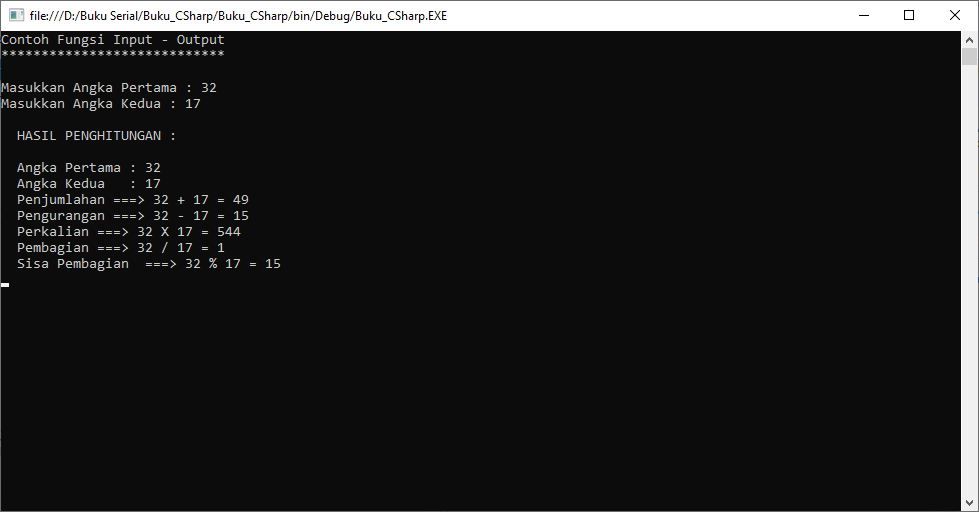 file:///D:/Buku Serial/Buku_CSharp/Buku_CSharp/bin/Debug/Buku_CSharp.EXE
Contoh Fungsi Input - Output
****************************
Masukkan Angka Pertama : 32
Masukkan Angka Kedua : 17
HASIL PENGHITUNGAN :
Angka Pertama : 32
Angka Kedua   : 17
Penjumlahan ===> 32 + 17 = 49
Pengurangan ===> 32 - 17 = 15
Perkalian ===> 32 X 17 = 544
Pembagian ===> 32 / 17 = 1
Sisa Pembagian  ===> 32 % 17 = 15